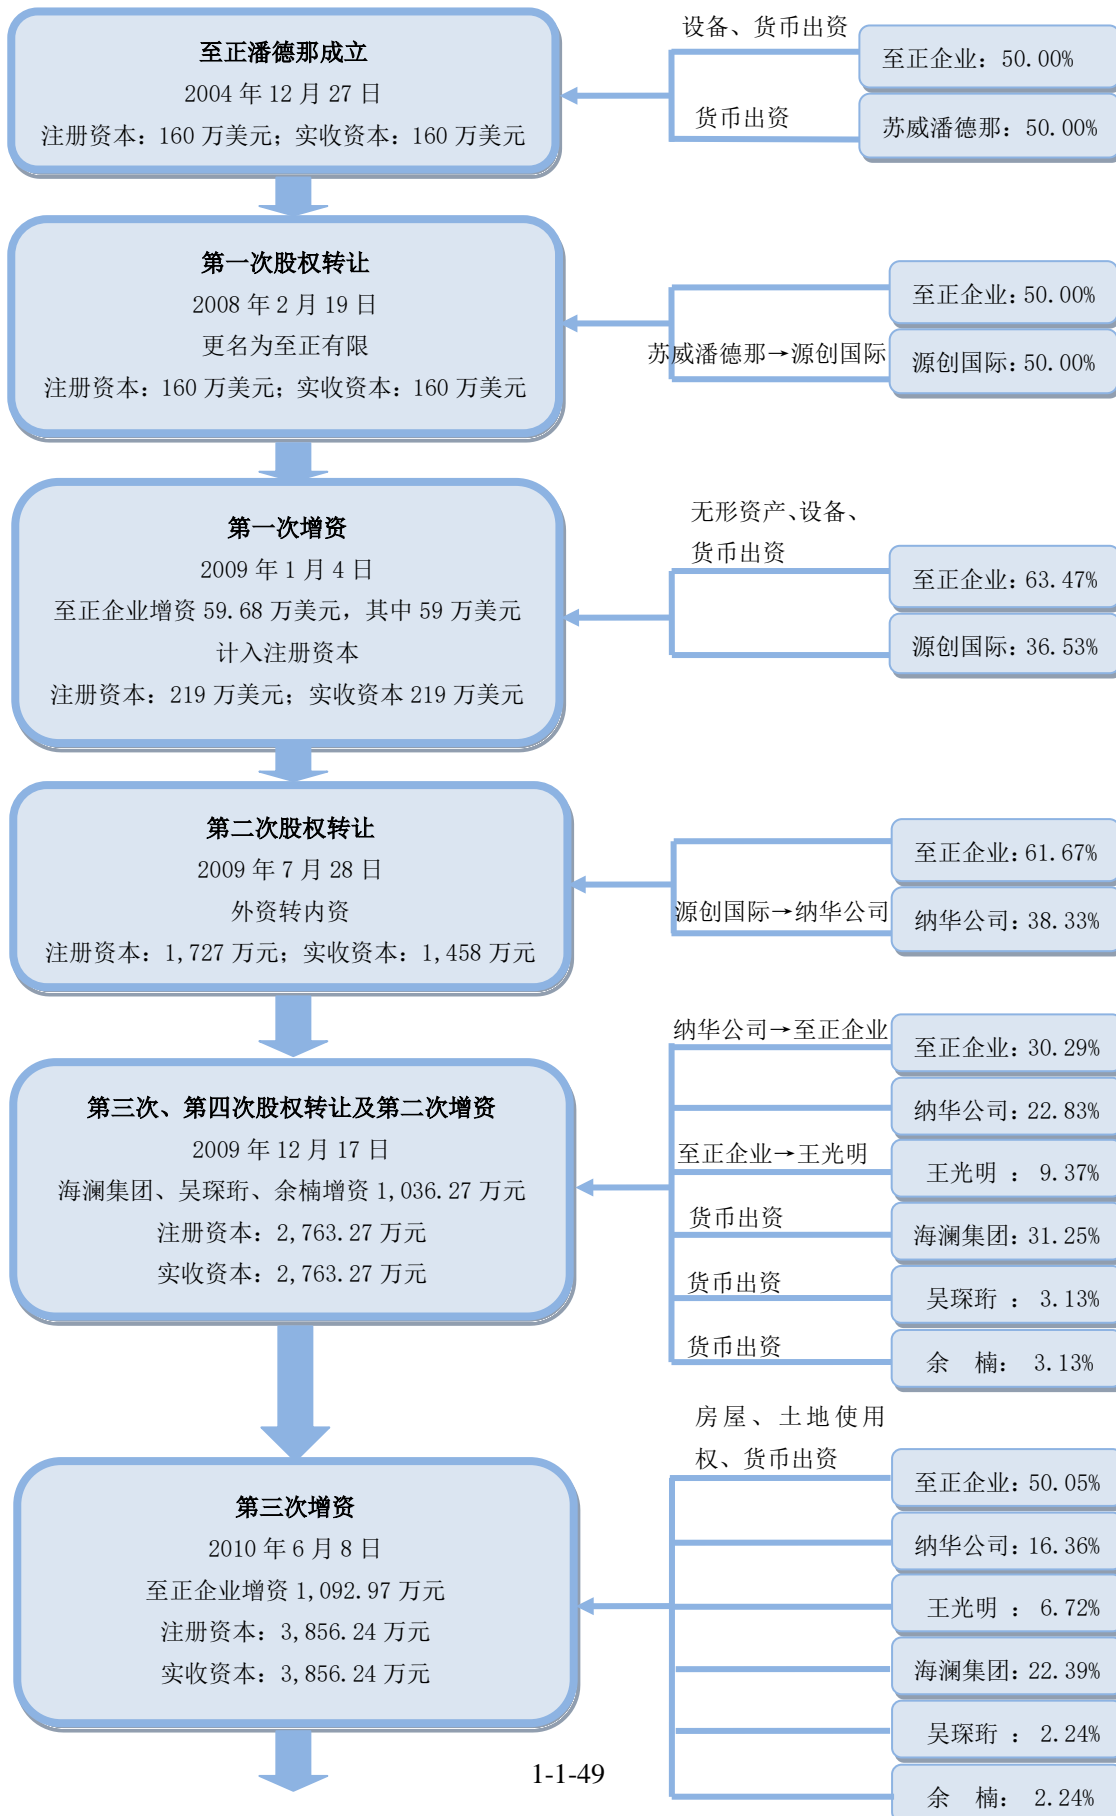 至正潘德那成立
2004 年 12 月 27 日
注册资本：160 万美元；实收资本：160 万美元
设备、货币出资
至正企业：50.00%
货币出资
苏威潘德那：50.00%
第一次股权转让
2008 年 2 月 19 日
更名为至正有限
注册资本：160 万美元；实收资本：160 万美元
至正企业：50.00%
苏威潘德那→源创国际
源创国际：50.00%
第一次增资
2009 年 1 月 4 日
至正企业增资 59.68 万美元，其中 59 万美元
计入注册资本
注册资本：219 万美元；实收资本 219 万美元
无形资产、设备、
货币出资
至正企业：63.47%
源创国际：36.53%
第二次股权转让
2009 年 7 月 28 日
外资转内资
注册资本：1,727 万元；实收资本：1,458 万元
至正企业：61.67%
源创国际→纳华公司
纳华公司：38.33%
第三次、第四次股权转让及第二次增资
2009 年 12 月 17 日
海澜集团、吴琛珩、余楠增资 1,036.27 万元
注册资本：2,763.27 万元
实收资本：2,763.27 万元
纳华公司→至正企业
至正企业：30.29%
纳华公司：22.83%
至正企业→王光明
王光明 ： 9.37%
货币出资
海澜集团：31.25%
货币出资
吴琛珩 ： 3.13%
货币出资
余 楠： 3.13%
第三次增资
2010 年 6 月 8 日
至正企业增资 1,092.97 万元
注册资本：3,856.24 万元
实收资本：3,856.24 万元
房屋、土地使用
权、货币出资
至正企业：50.05%
纳华公司：16.36%
王光明 ： 6.72%
海澜集团：22.39%
吴琛珩 ： 2.24%
余 楠： 2.24%
1-1-49